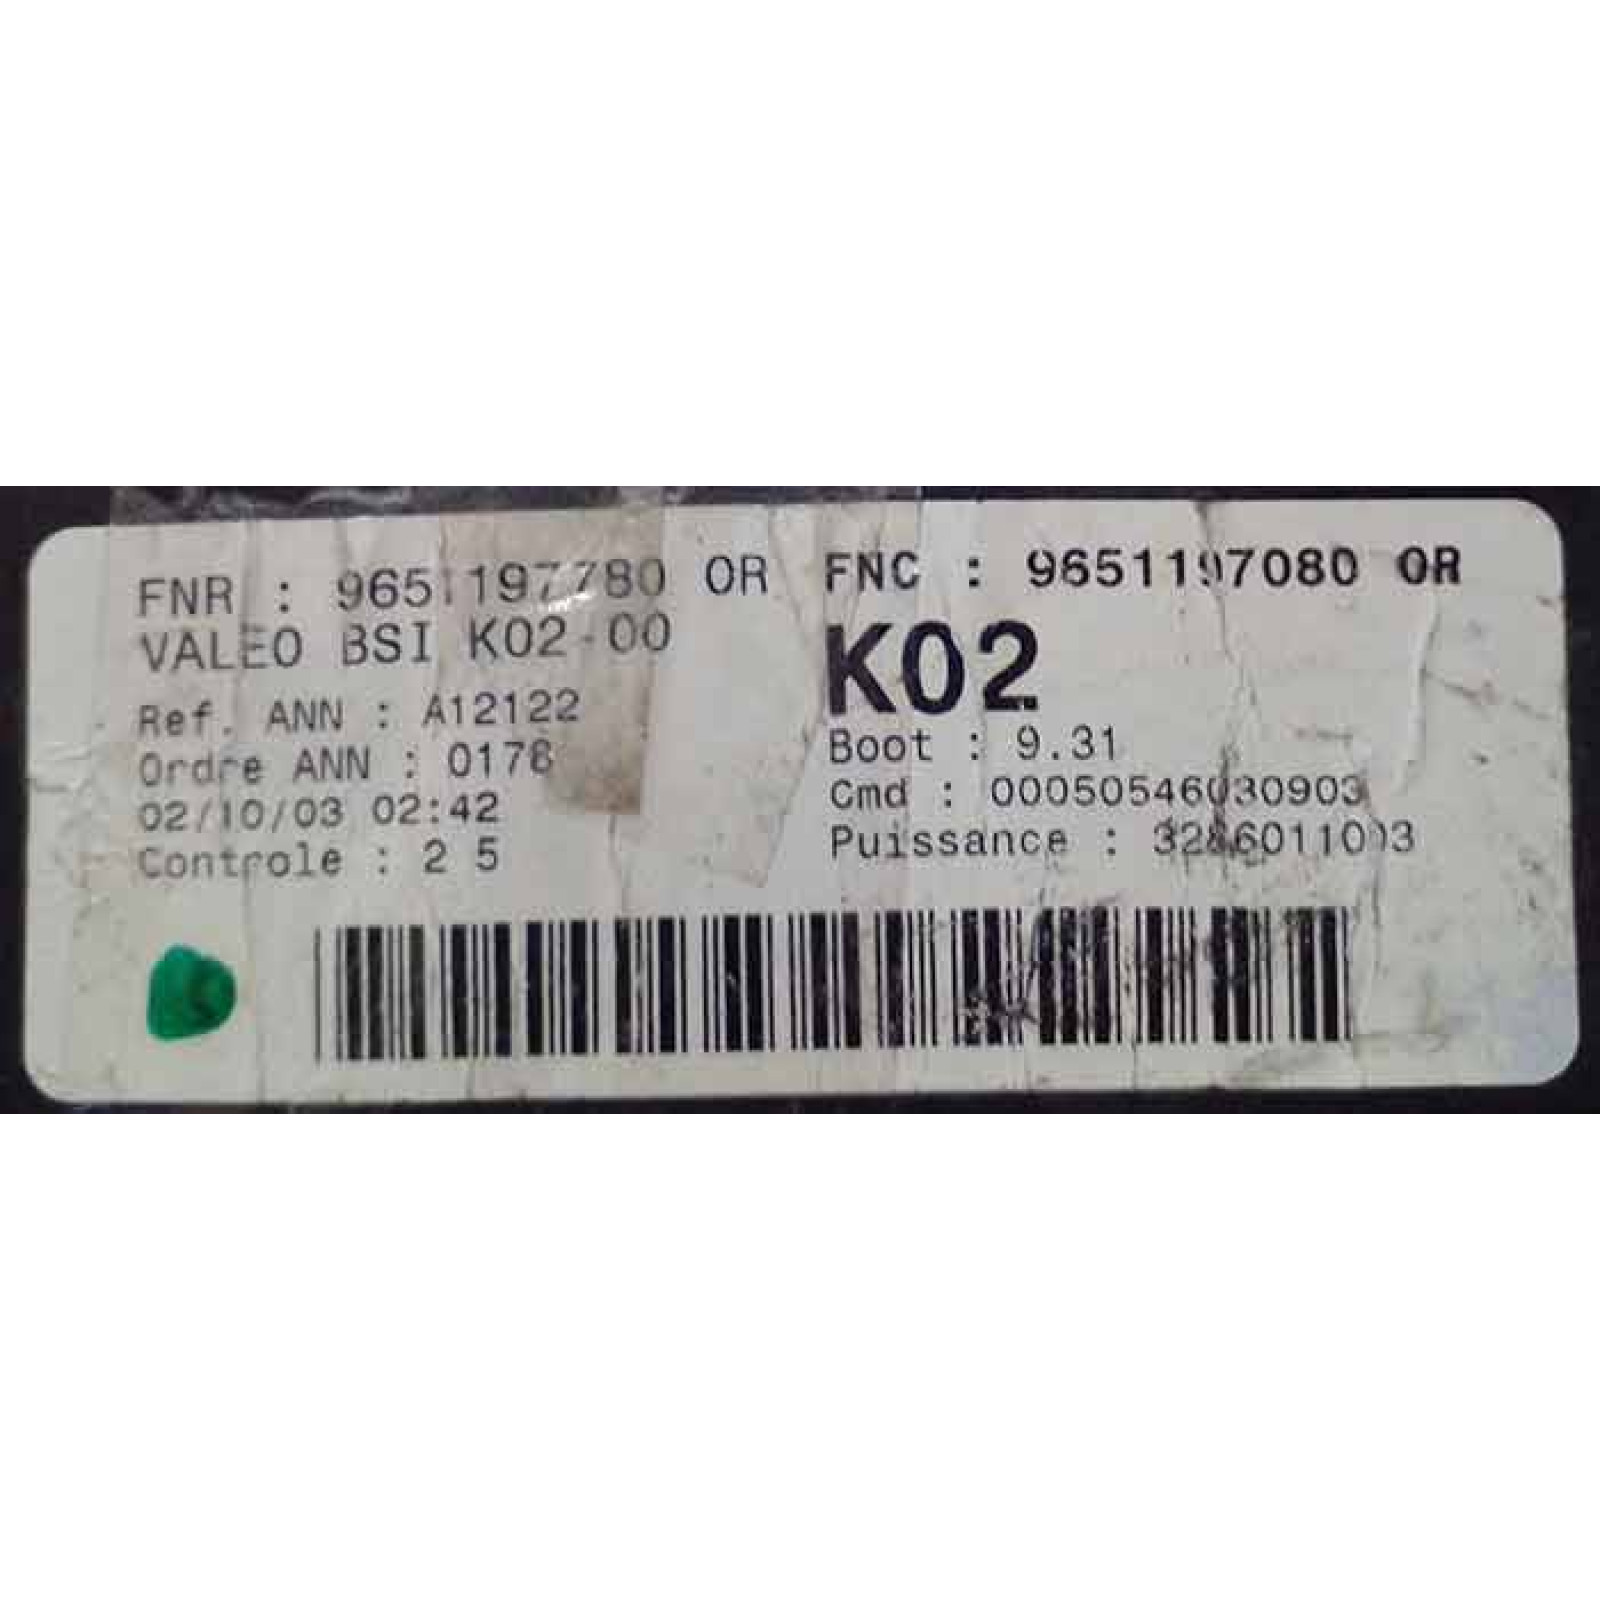 FNR : 9651197780 OR
VALEO BSI K02-00
Ref. ANN : A12122
Ordre ANN : 0178
02/10/03 02:42
Controle : 2 5
FNC : 9651197080 OR
K02
Boot : 9.31
Cmd : 00050546030903
Puissance :